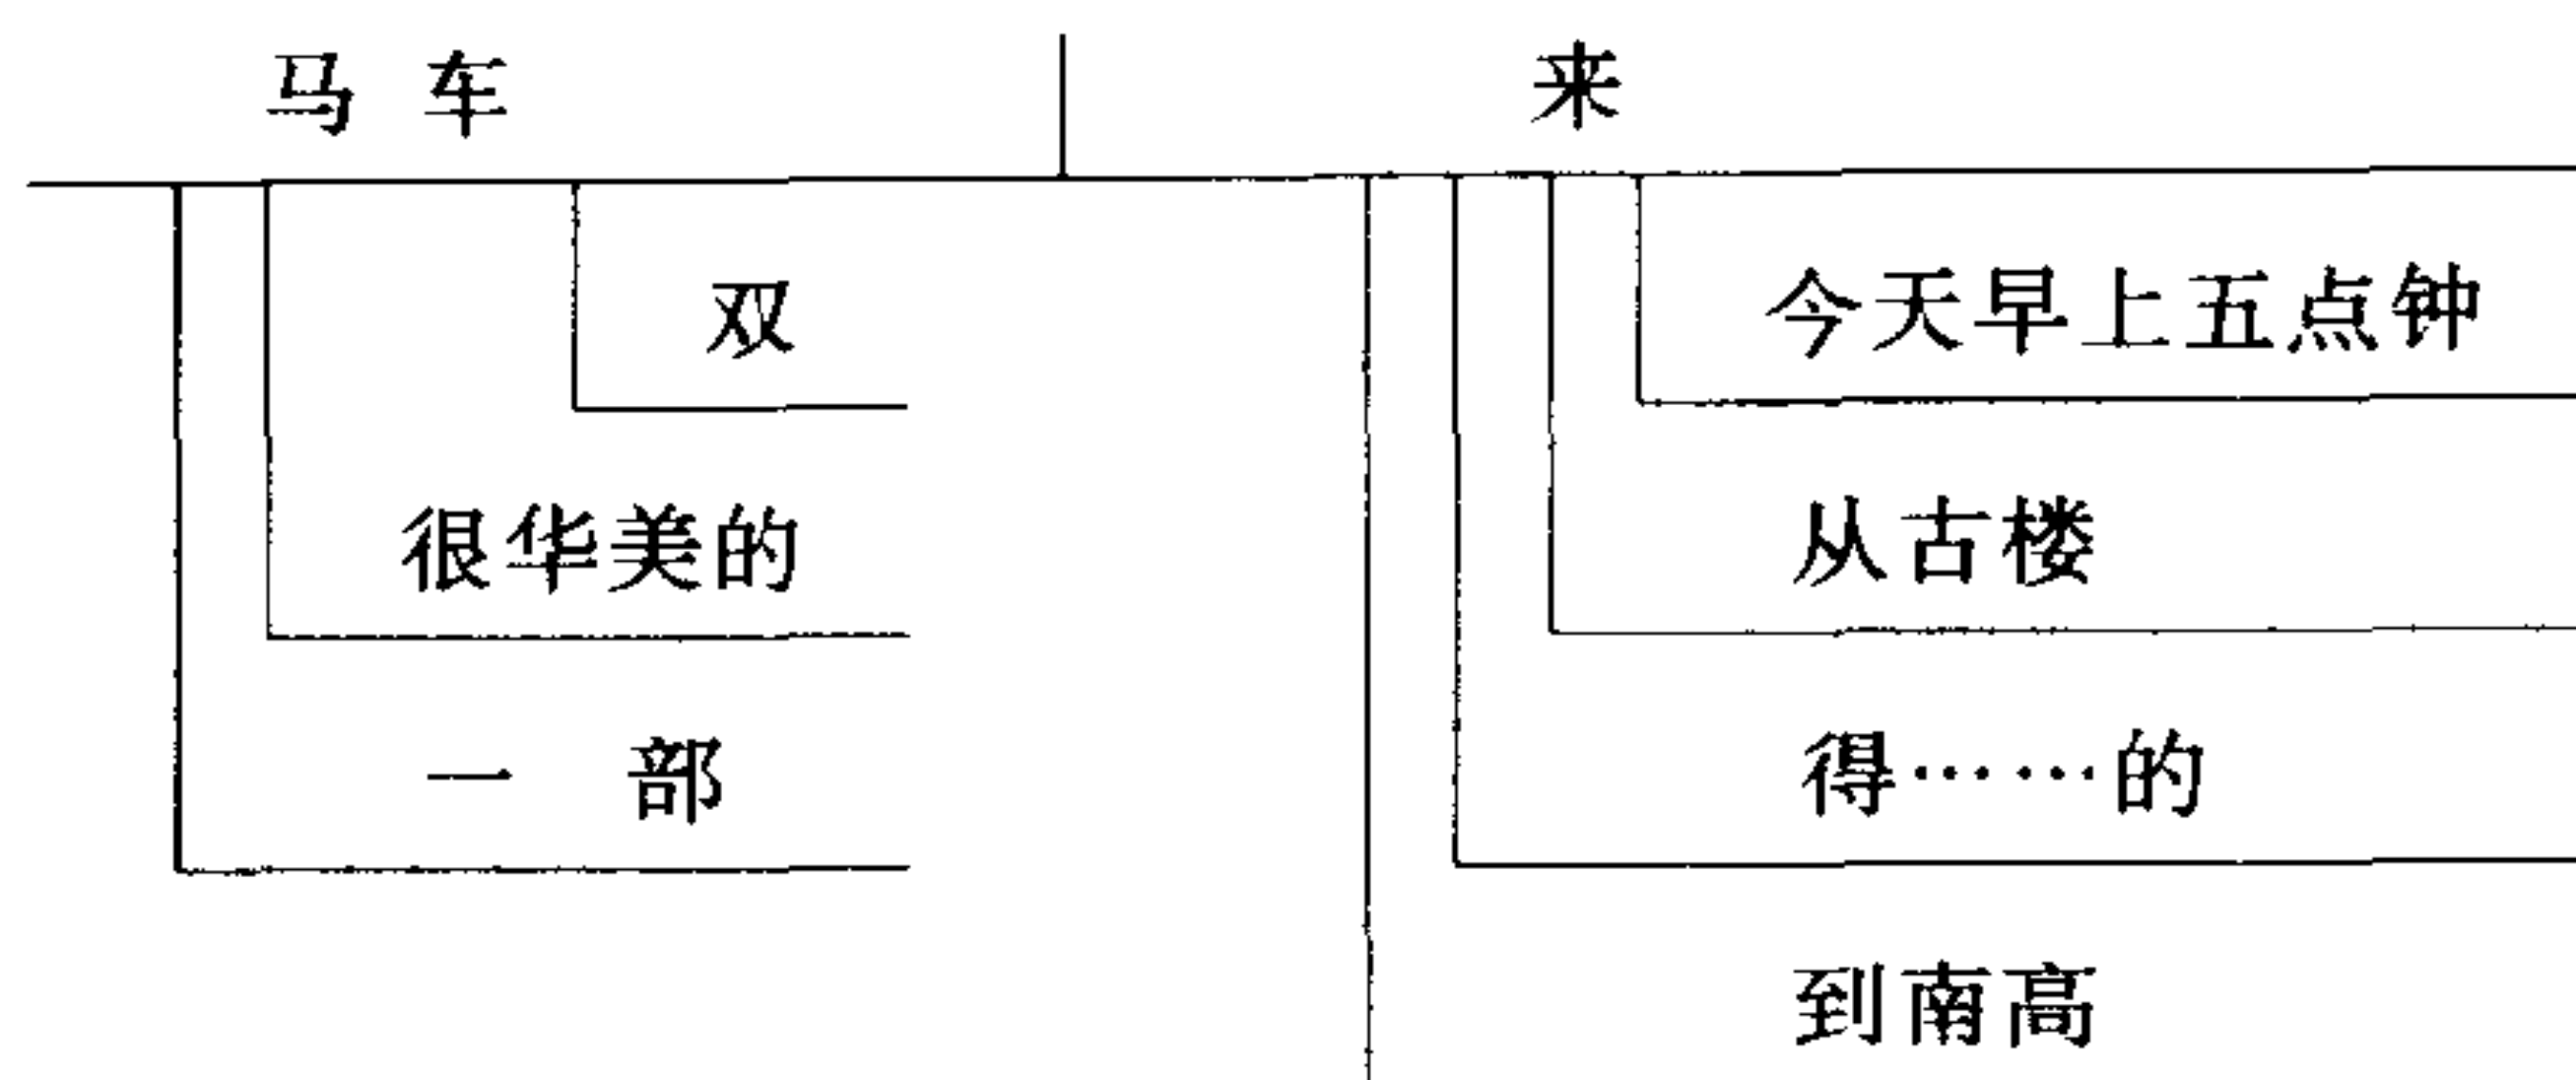 马车 来
双 今天早上五点钟
很华美的 从古楼
一部 得……的
到南高